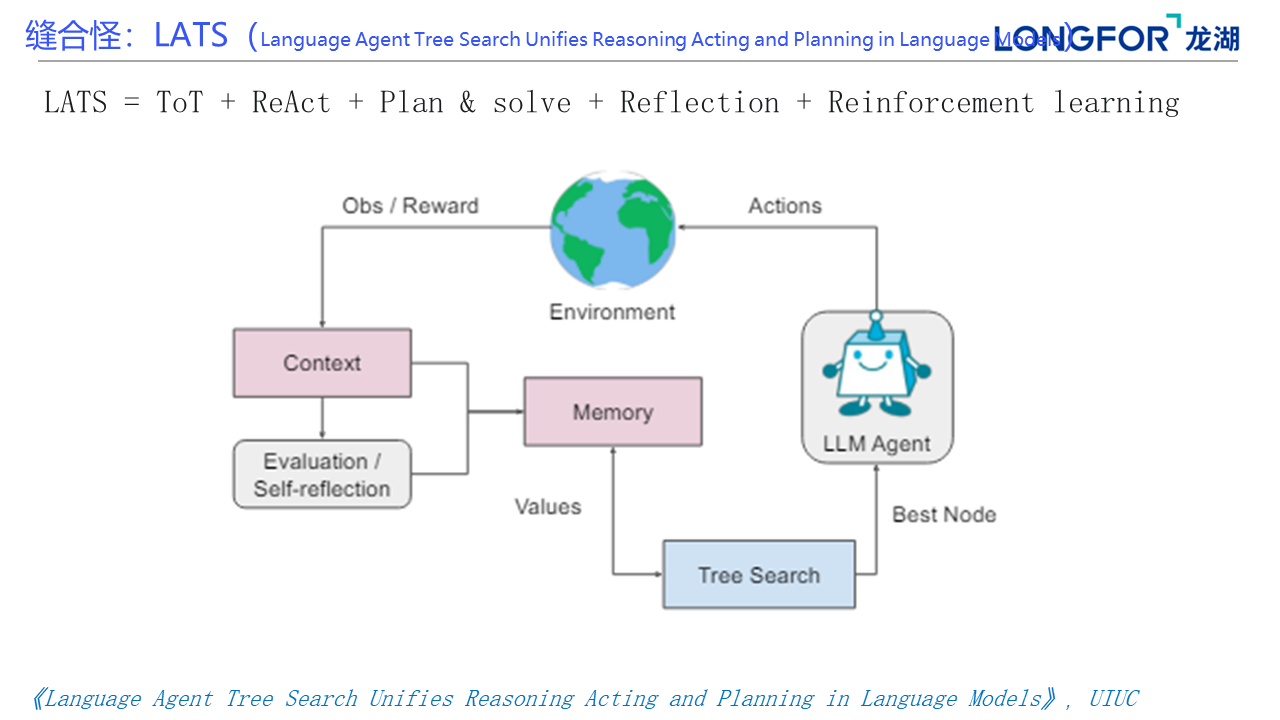 缝合怪：LATS（Language Agent Tree Search Unifies Reasoning Acting and Planning in Language Models）
LONGFOR 龙湖
LATS = ToT + ReAct + Plan & solve + Reflection + Reinforcement learning
Obs / Reward
Actions
Environment
Context
Memory
LLM Agent
Evaluation /
Self-reflection
Values
Best Node
Tree Search
《Language Agent Tree Search Unifies Reasoning Acting and Planning in Language Models》, UIUC